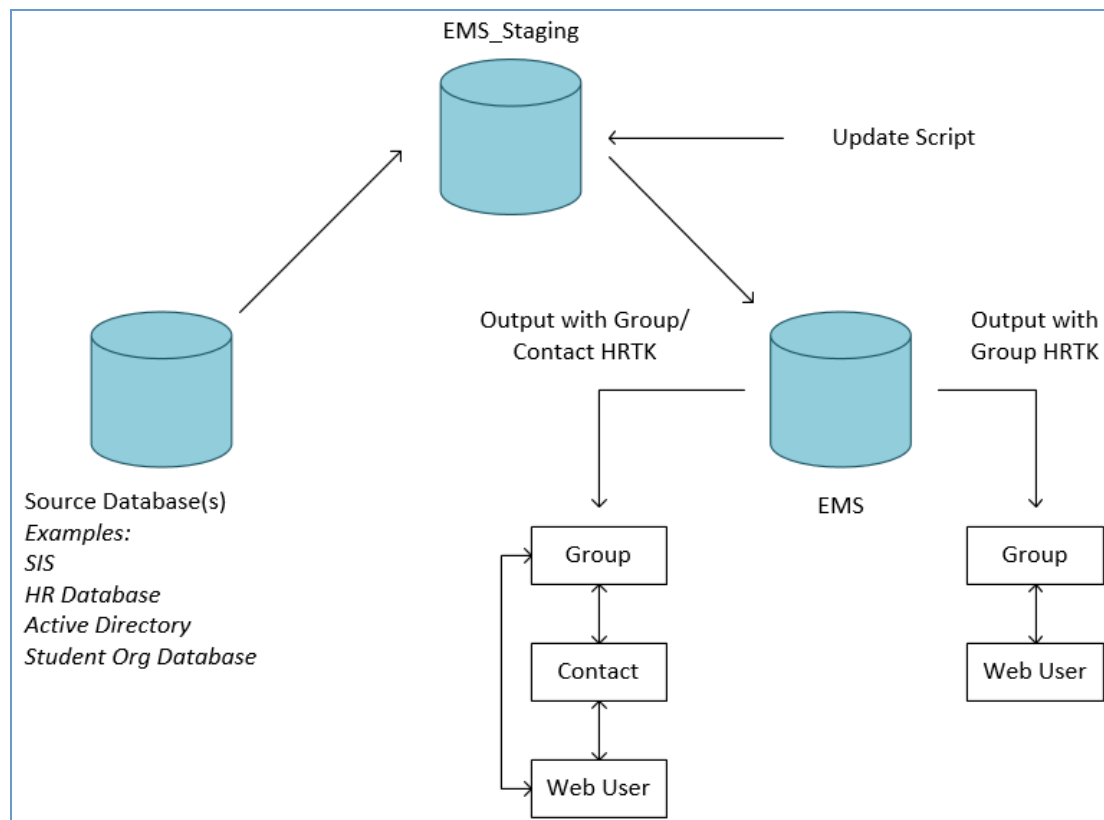 EMS_Staging
Update Script
Output with Group/
Contact HRTK
Output with
Group HRTK
Source Database(s)
Examples:
SIS
HR Database
Active Directory
Student Org Database
EMS
Group
Contact
Web User
Group
Web User